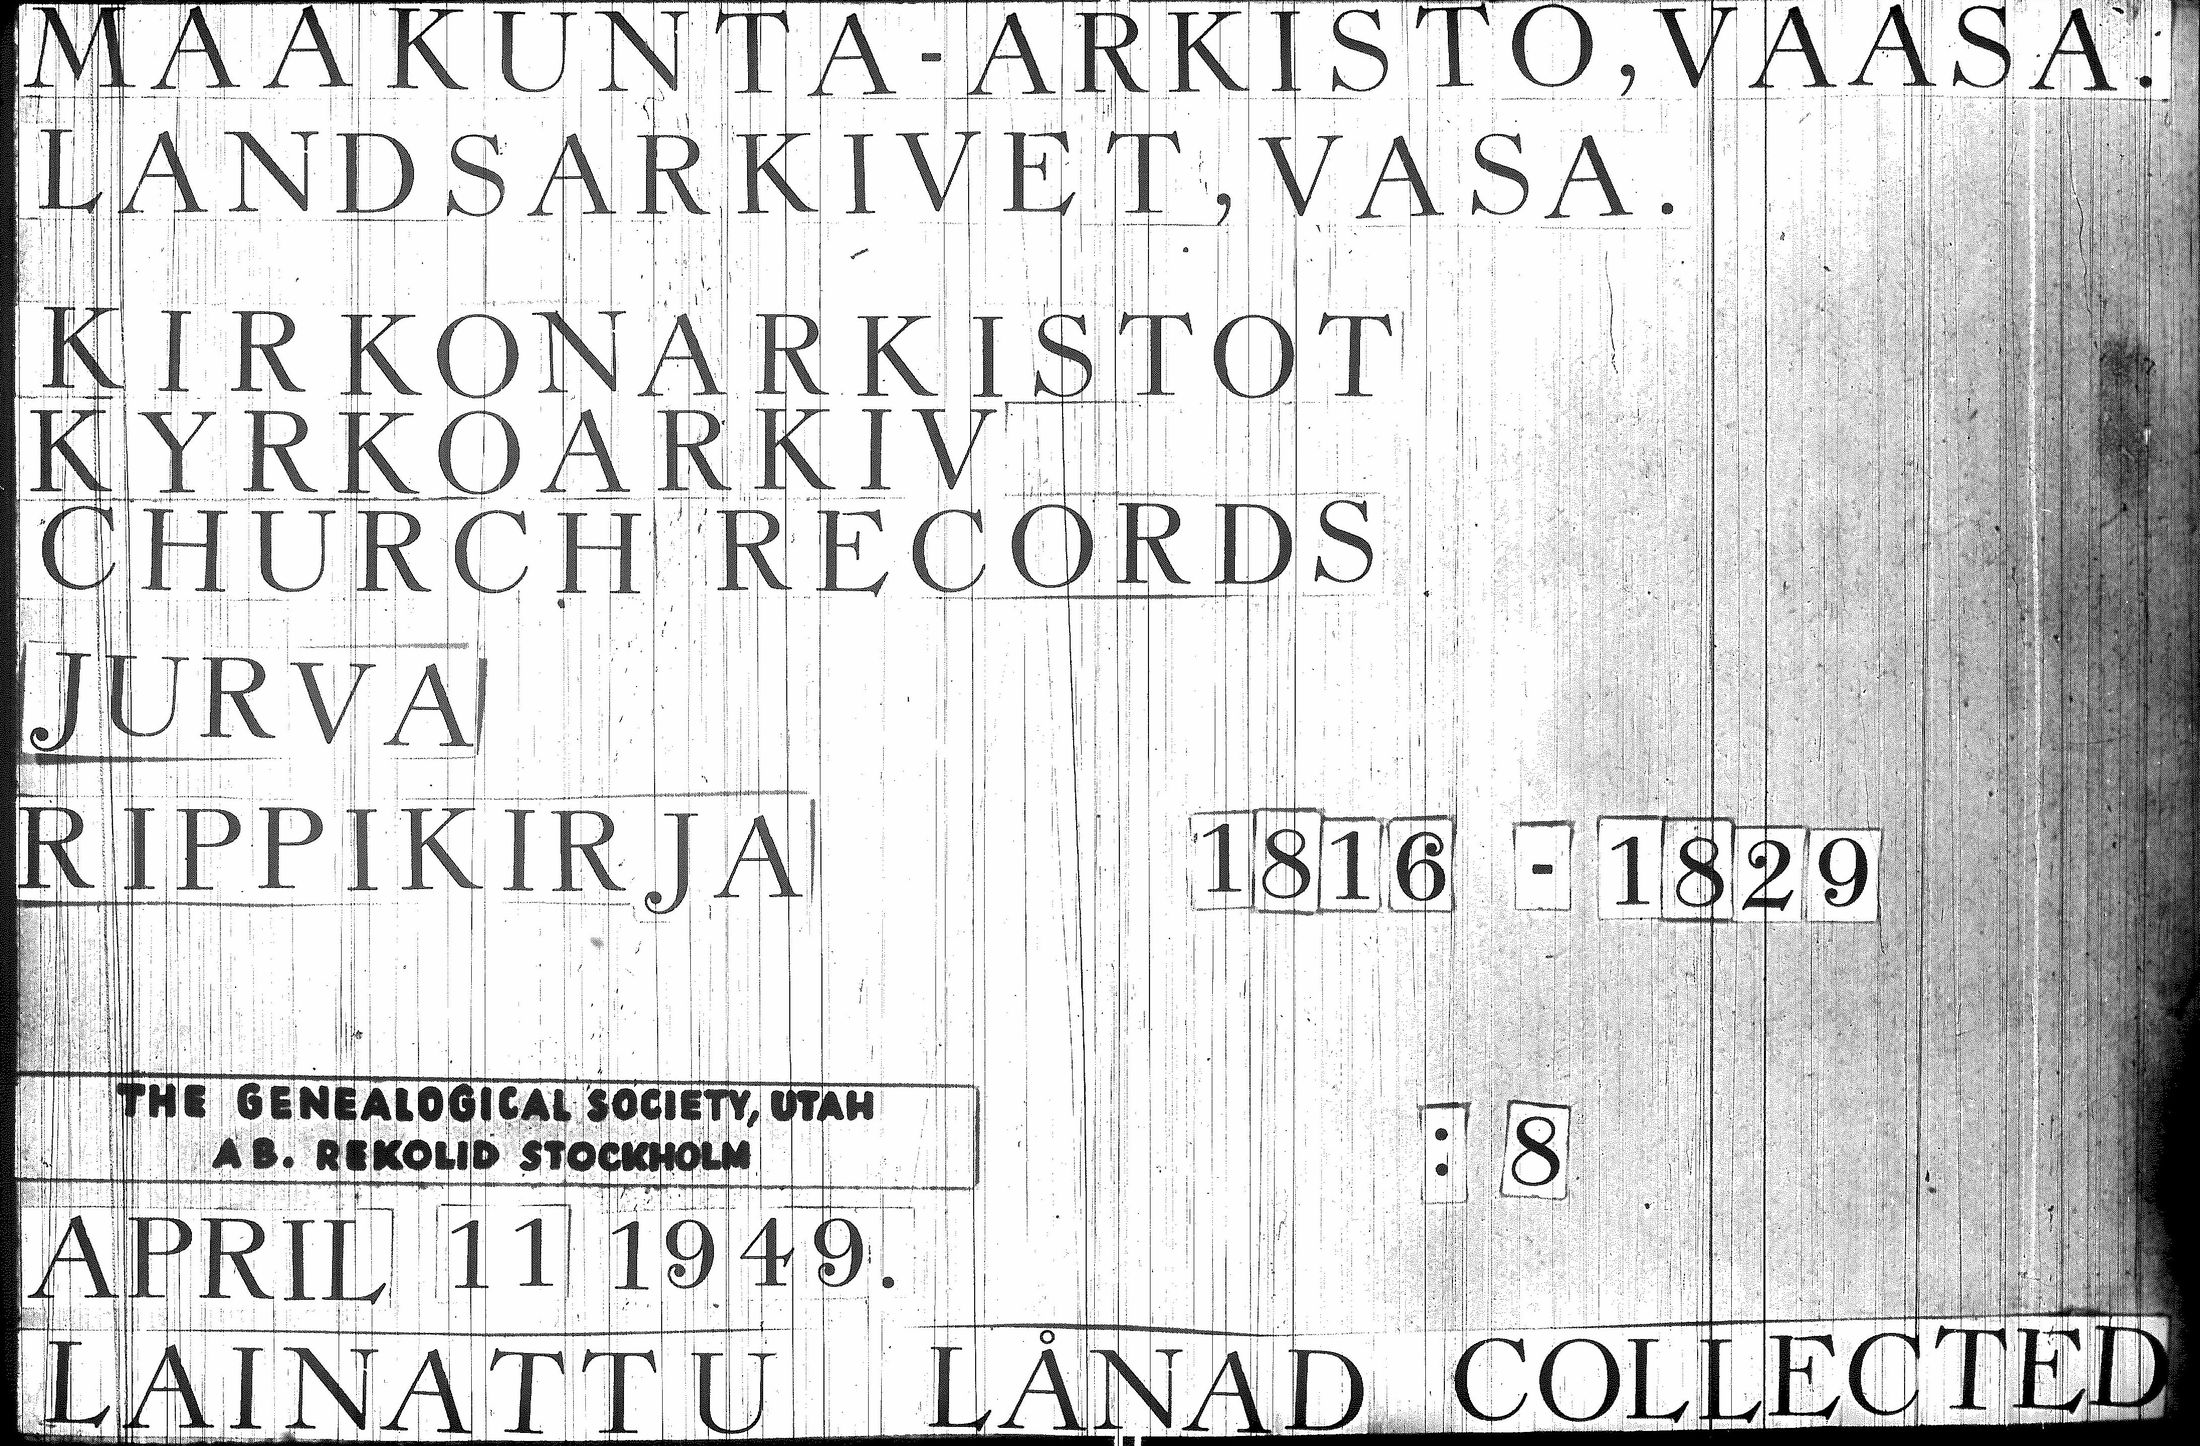 MAAKUNTA-ARKISTO, VAASA.
LANDSARKIVET, VASA.
KIRKONARKISTOT
KYRKOARKIV
CHURCH RECORDS
JURVA
RIPPIKIRJA 1816 - 1829
THE GENEALOGICAL SOCIETY, UTAH
AB. REKOLID STOCKHOLM
: 8
APRIL 11 1949.
LAINATTU LÅNAD COLLECTED